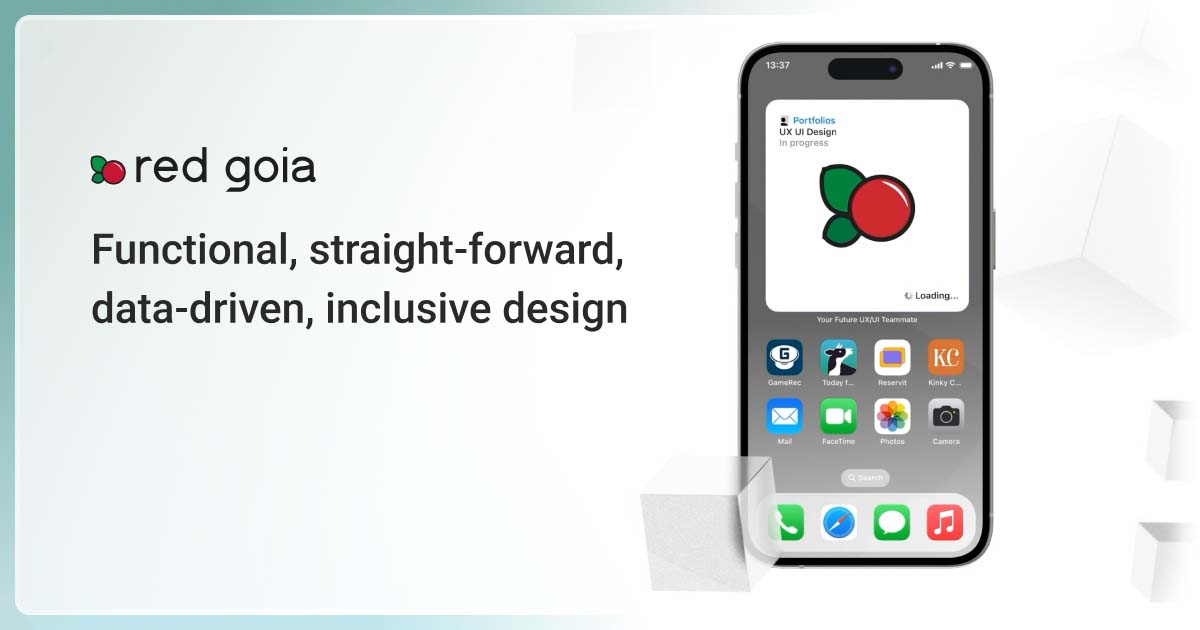 red goia
Functional, straight-forward,
data-driven, inclusive design
13:37
Portfolios
UX UI Design
In progress
Loading...
Your Future UX/UI Teammate
G
KC
GameRec
Today f...
Reservit
Kinky C...
Mail
FaceTime
Photos
Camera
Search